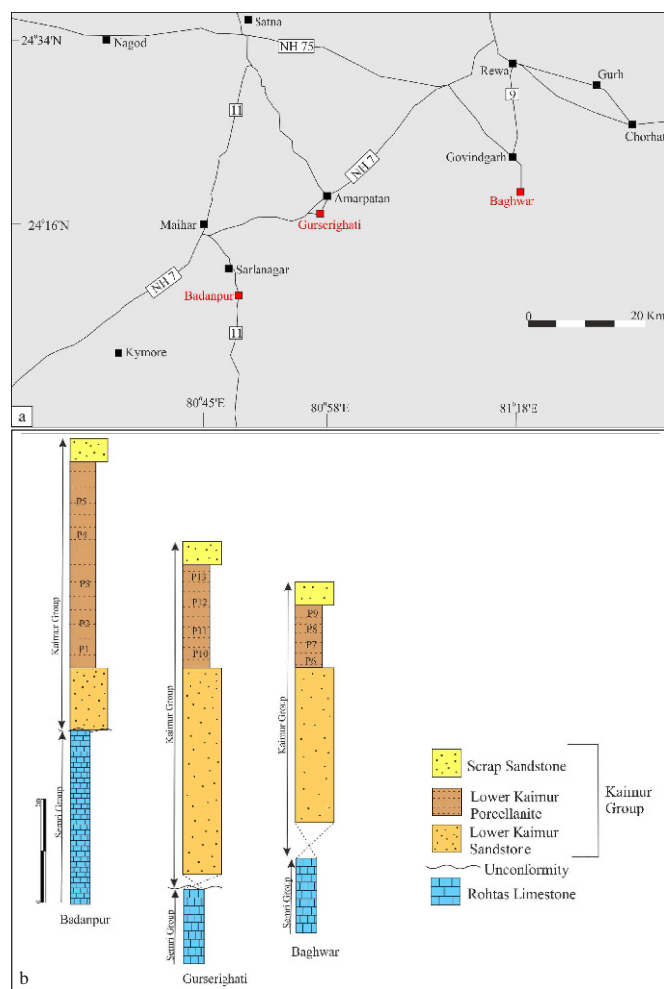 Satna
24°34'N
Nagod
NH 75
Rewa
Gurh
11
9
Chorhat
Govindgarh
NH 7
Amarpatan
Baghwar
Gurserighati
24°16'N
Maihar
Sarlanagar
NH 7
Badanpur
20 Km
0
11
Kymore
a
80°45'E
80°58'E
81°18'E
P5
P4
P3
P2
P1
Kaimur Group
Semri Group
Badanpur
P13
P12
P11
P10
Kaimur Group
Semri Group
Gurserighati
P9
P8
P7
P6
Kaimur Group
Semri Group
Baghwar
Scrap Sandstone
Lower Kaimur
Porcellanite
Lower Kaimur
Sandstone
Kaimur
Group
Unconformity
Rohtas Limestone
b